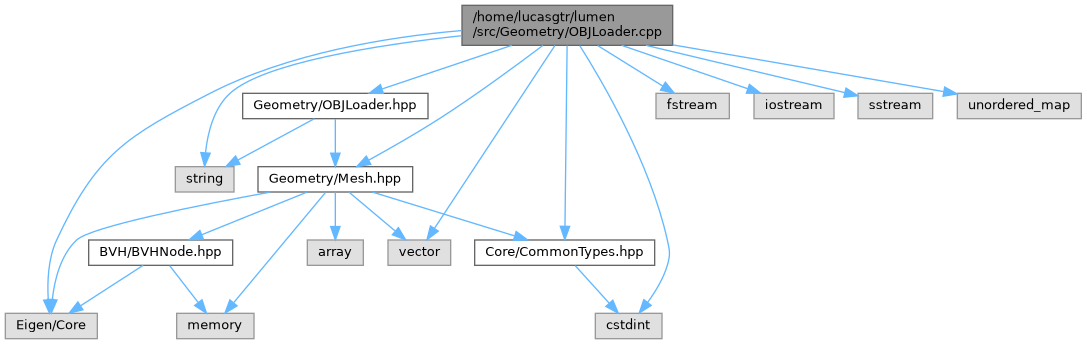 /home/lucasgtr/lumen
/src/Geometry/OBJLoader.cpp
Geometry/OBJLoader.hpp
fstream
iostream
sstream
unordered_map
string
Geometry/Mesh.hpp
BVH/BVHNode.hpp
array
vector
Core/CommonTypes.hpp
Eigen/Core
memory
cstdint